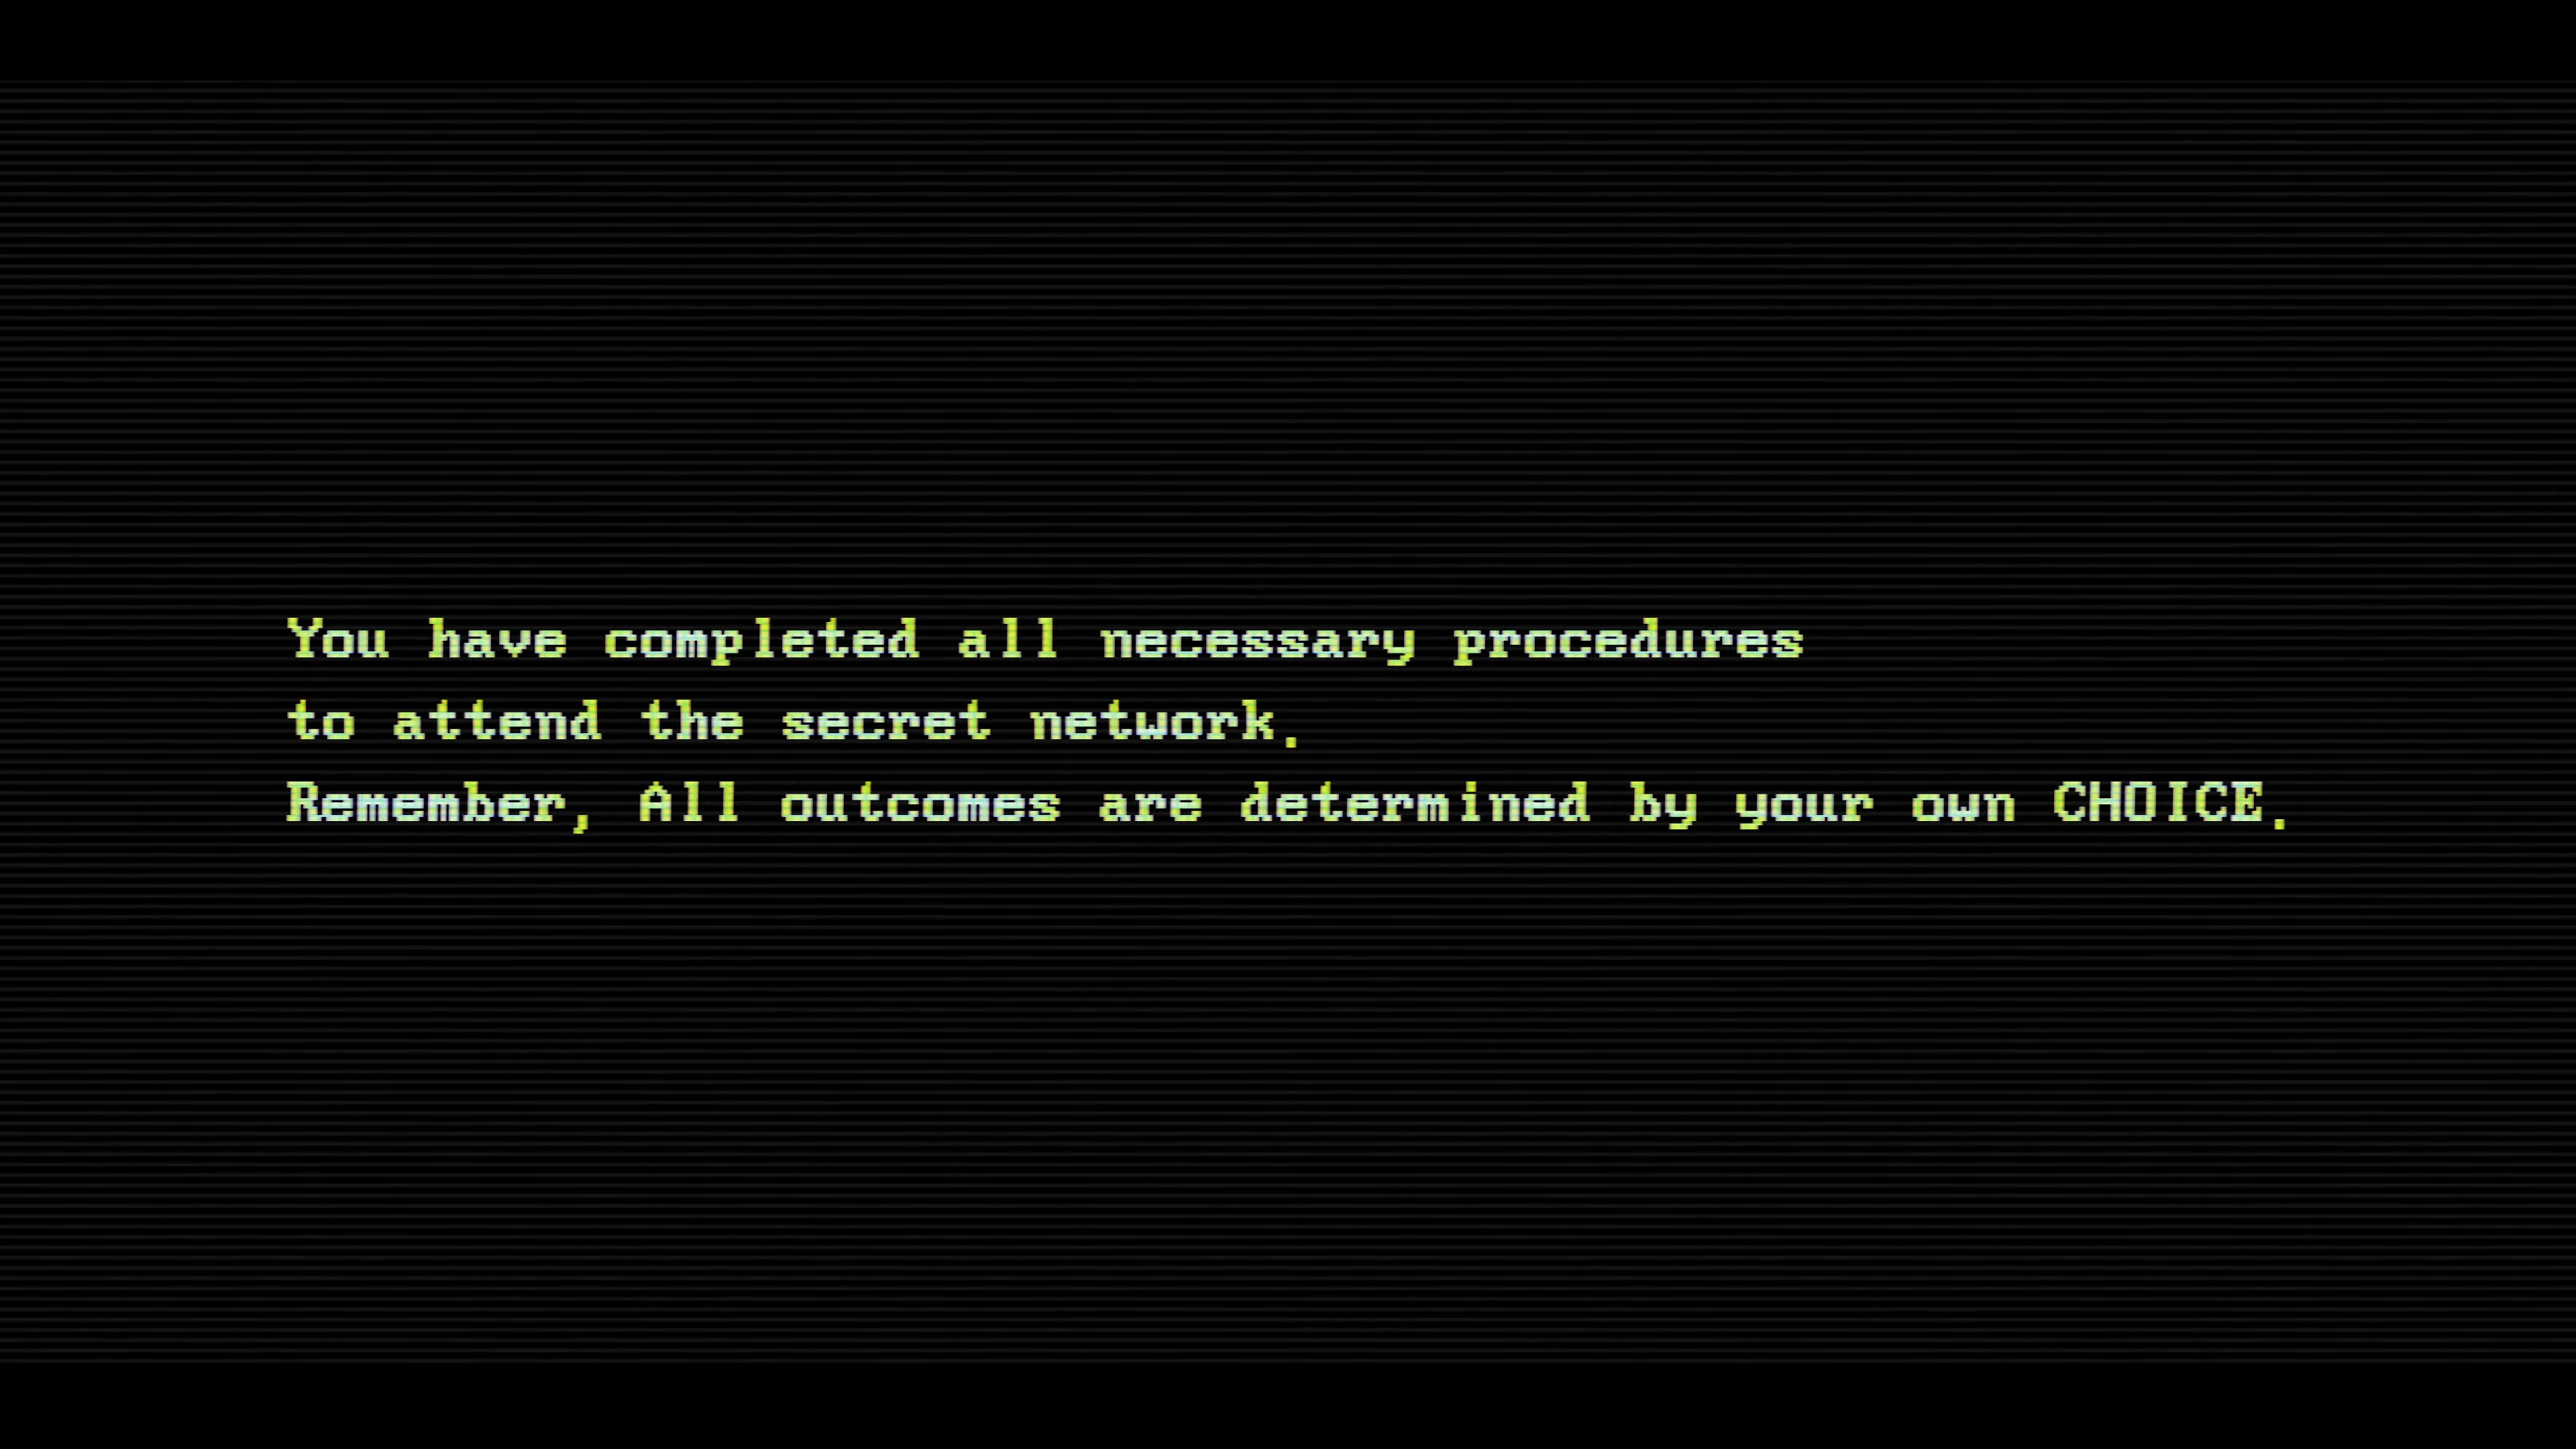 You have completed all necessary procedures
to attend the secret network.
Remember, All outcomes are determined by your own CHOICE.